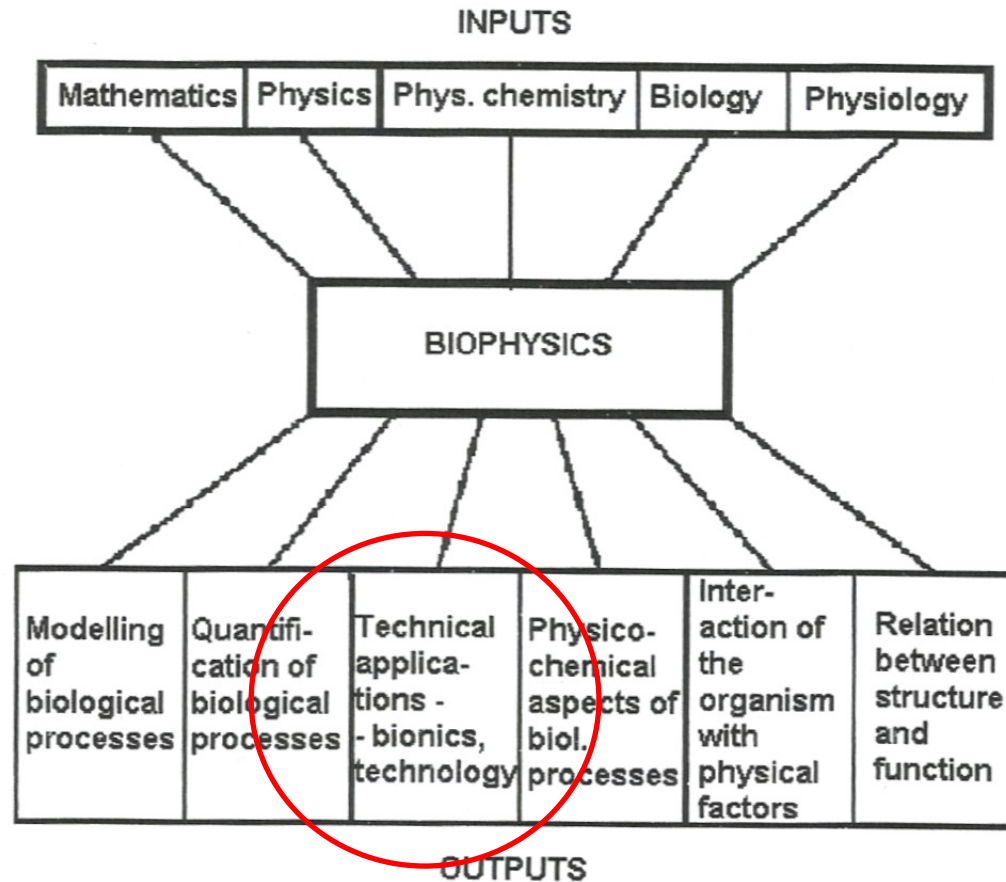 INPUTS
Mathematics
Physics
Phys. chemistry
Biology
Physiology
BIOPHYSICS
Modelling
of
biological
processes
Quantifi-
cation of
biological
processes
Technical
applica-
tions -
- bionics,
technology
Physico-
chemical
aspects of
biol.
processes
Inter-
action of
the
organism
with
physical
factors
Relation
between
structure
and
function
OUTPUTS